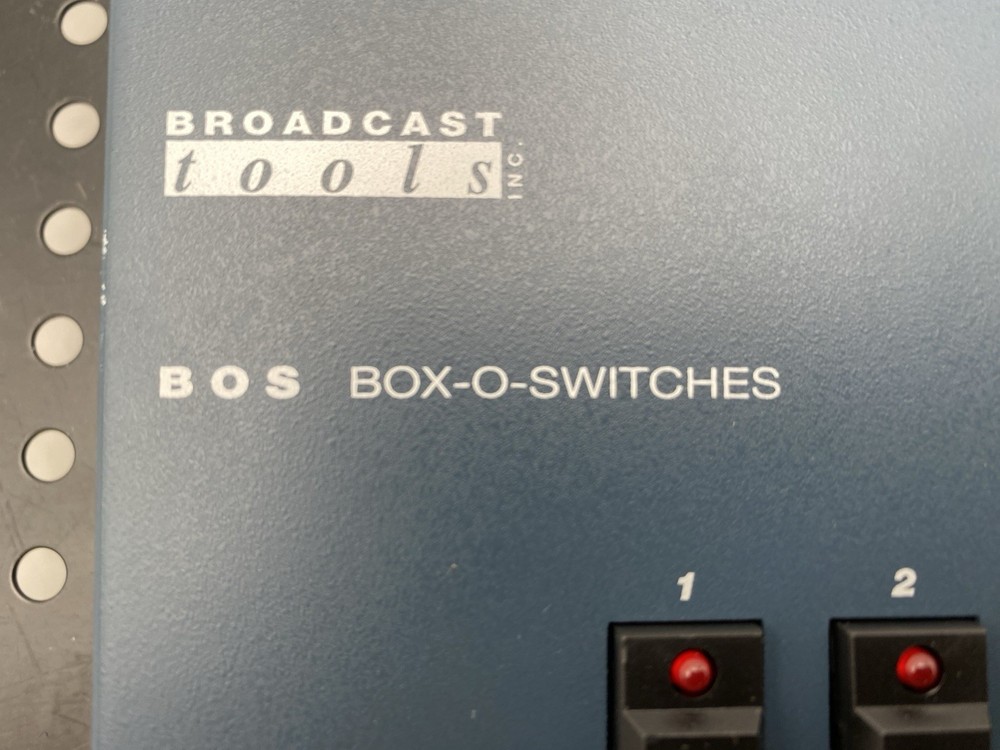 BROADCAST
tools INC.
BOS BOX-O-SWITCHES
1 2